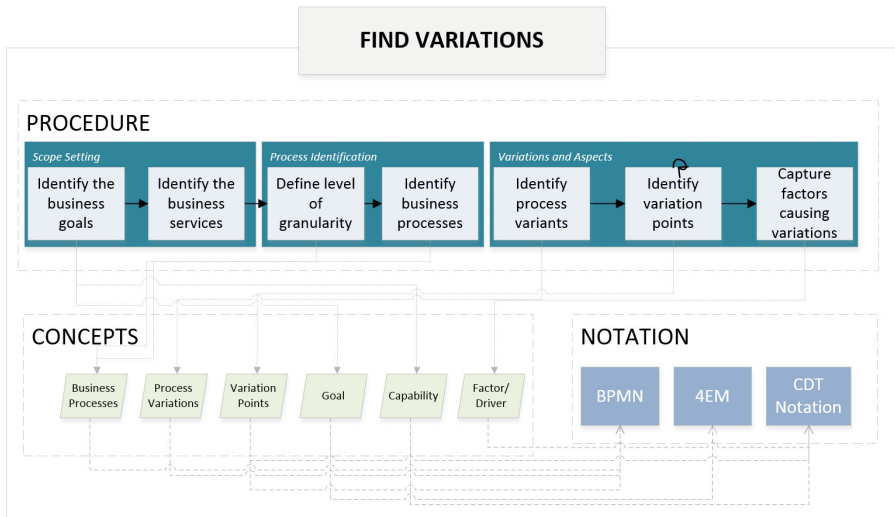 FIND VARIATIONS
PROCEDURE
Scope Setting
Identify the
business
goals
Identify the
business
services
Process Identification
Define level
of
granularity
Identify
business
processes
Variations and Aspects
Identify
process
variants
Identify
variation
points
Capture
factors
causing
variations
CONCEPTS
Business
Processes
Process
Variations
Variation
Points
Goal
Capability
Factor/
Driver
NOTATION
BPMN
4EM
CDT
Notation